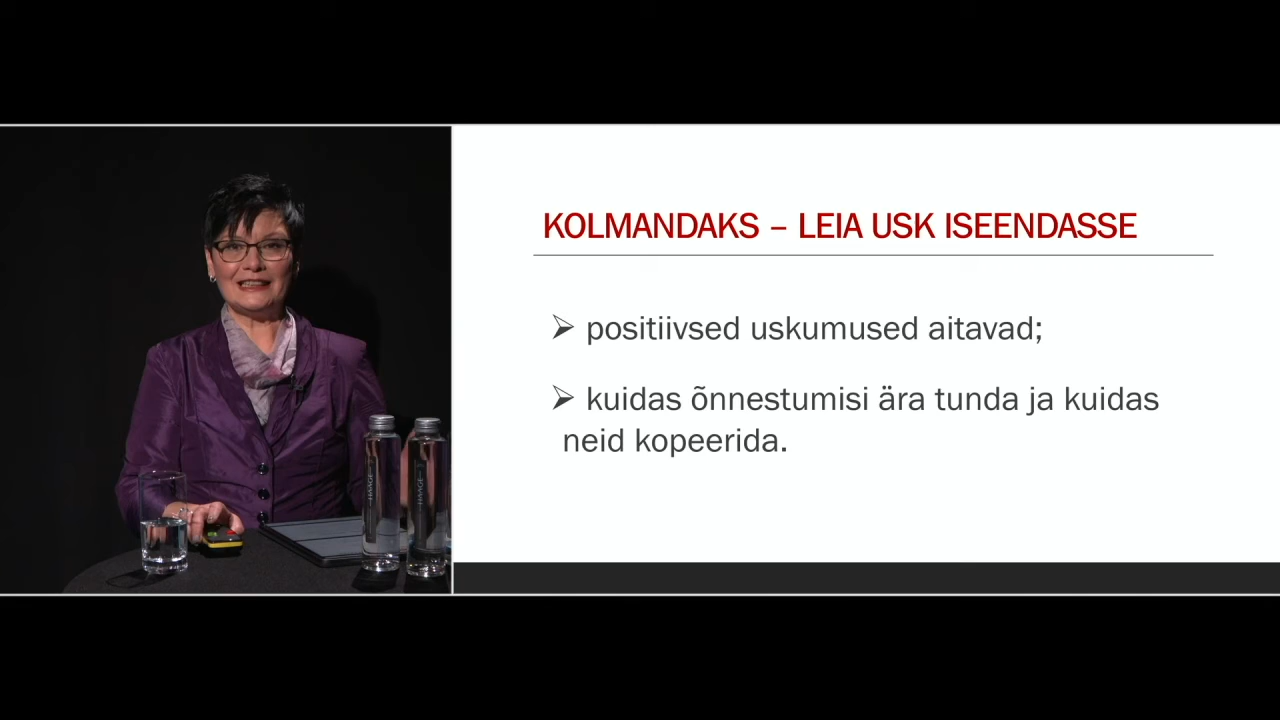 KOLMANDAKS – LEIA USK ISEENDASSE
➢ positiivsed uskumused aitavad;
➢ kuidas õnnestumisi ära tunda ja kuidas
neid kopeerida.